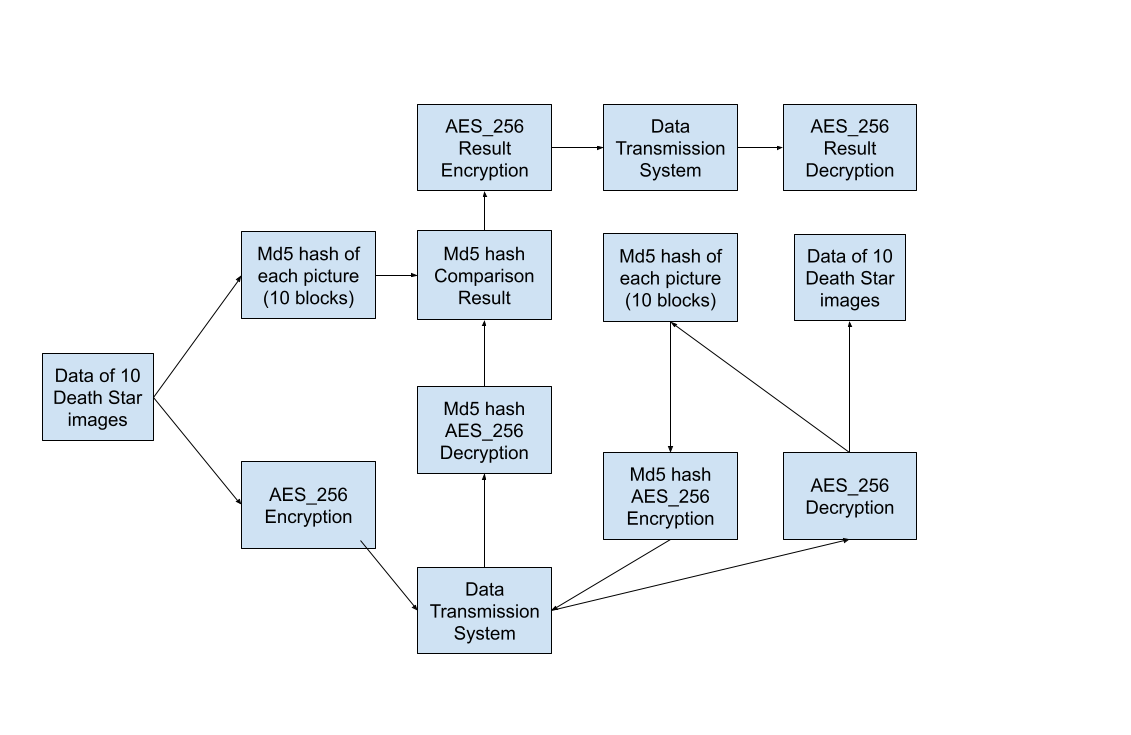 AES_256
Result
Encryption
Data
Transmission
System
AES_256
Result
Decryption
Md5 hash of
each picture
(10 blocks)
Md5 hash
Comparison
Result
Md5 hash of
each picture
(10 blocks)
Data of 10
Death Star
images
Data of 10
Death Star
images
Md5 hash
AES_256
Decryption
AES_256
Encryption
Md5 hash
AES_256
Encryption
AES_256
Decryption
Data
Transmission
System